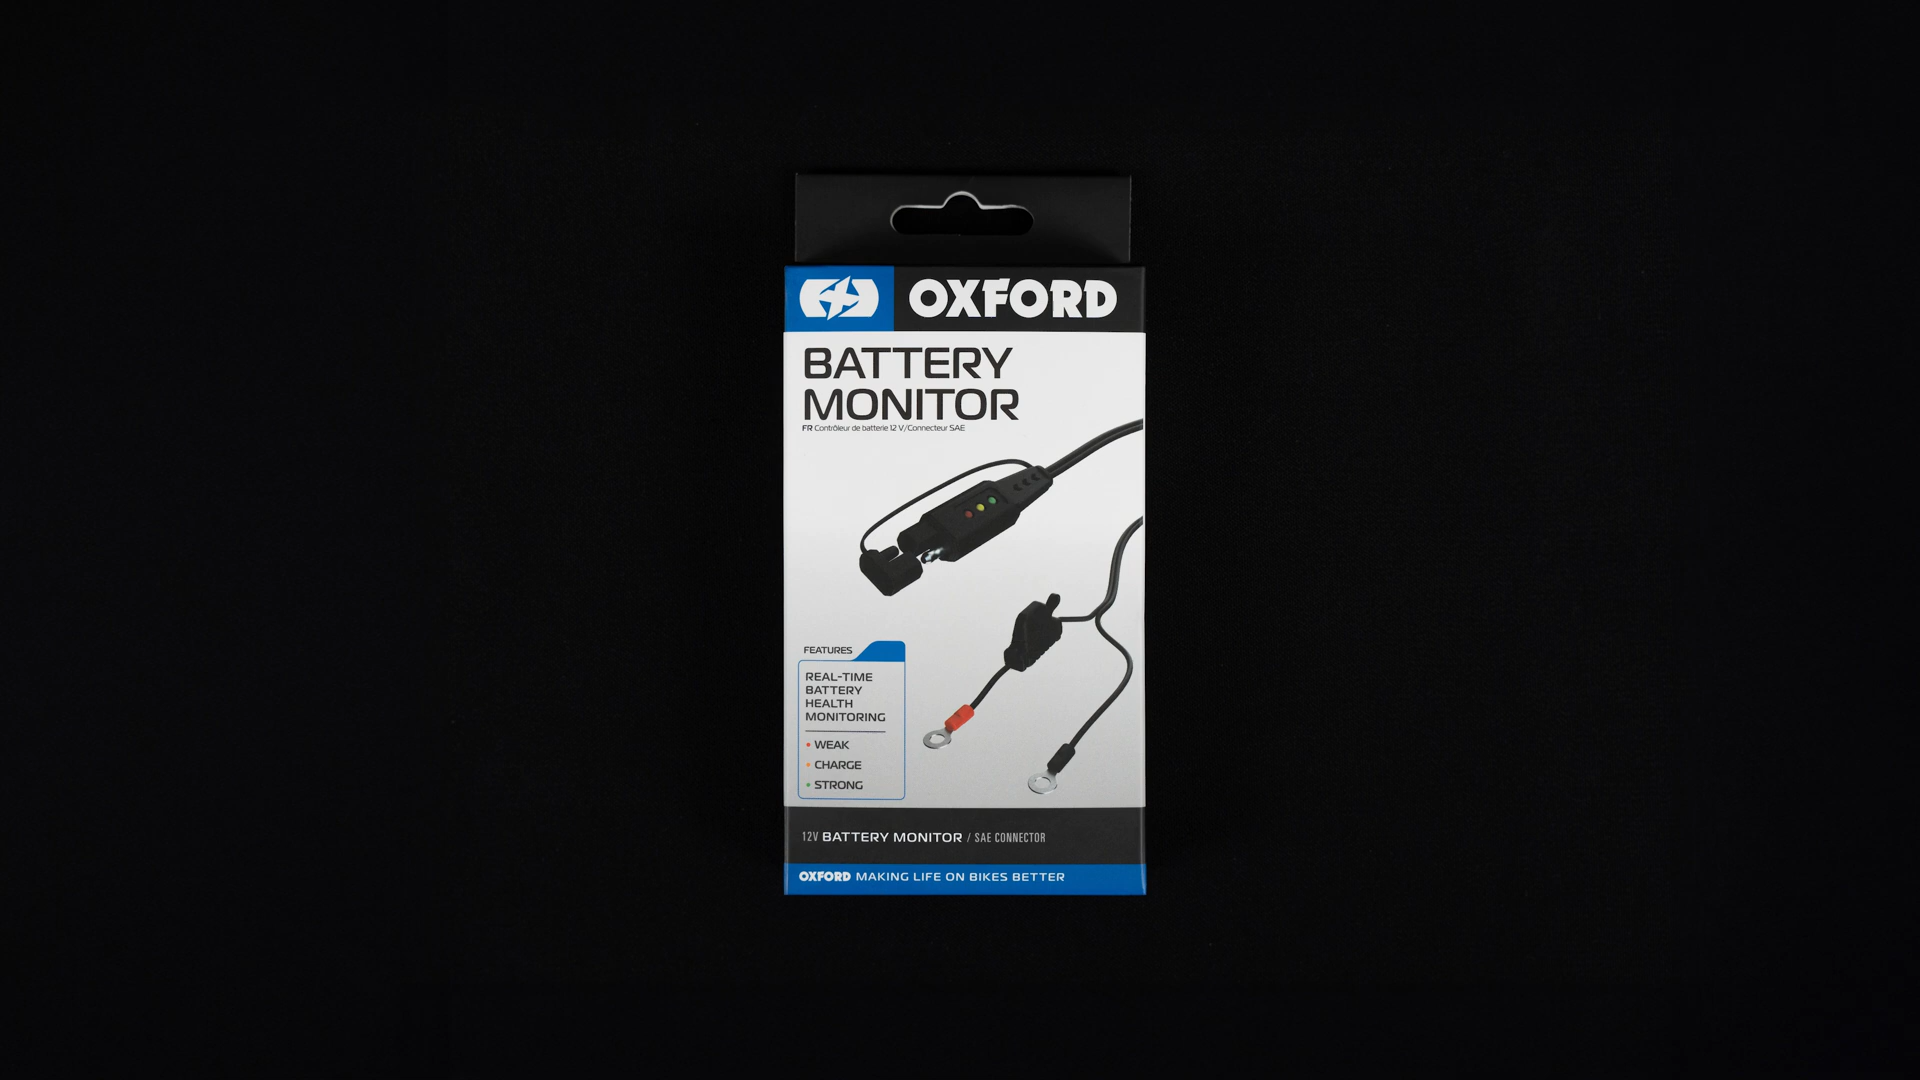 OXFORD
BATTERY
MONITOR
FR Contrôleur de batterie 12 V/Connecteur SAE
FEATURES
REAL-TIME
BATTERY
HEALTH
MONITORING
• WEAK
• CHARGE
• STRONG
12V BATTERY MONITOR / SAE CONNECTOR
OXFORD MAKING LIFE ON BIKES BETTER